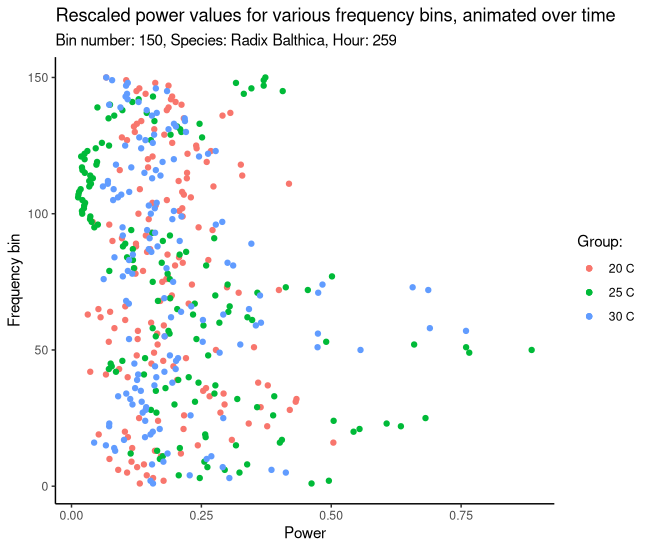 Rescaled power values for various frequency bins, animated over time
Bin number: 150, Species: Radix Balthica, Hour: 259
150
100
50
0
Frequency bin
0.00 0.25 0.50 0.75
Power
Group:
20 C
25 C
30 C